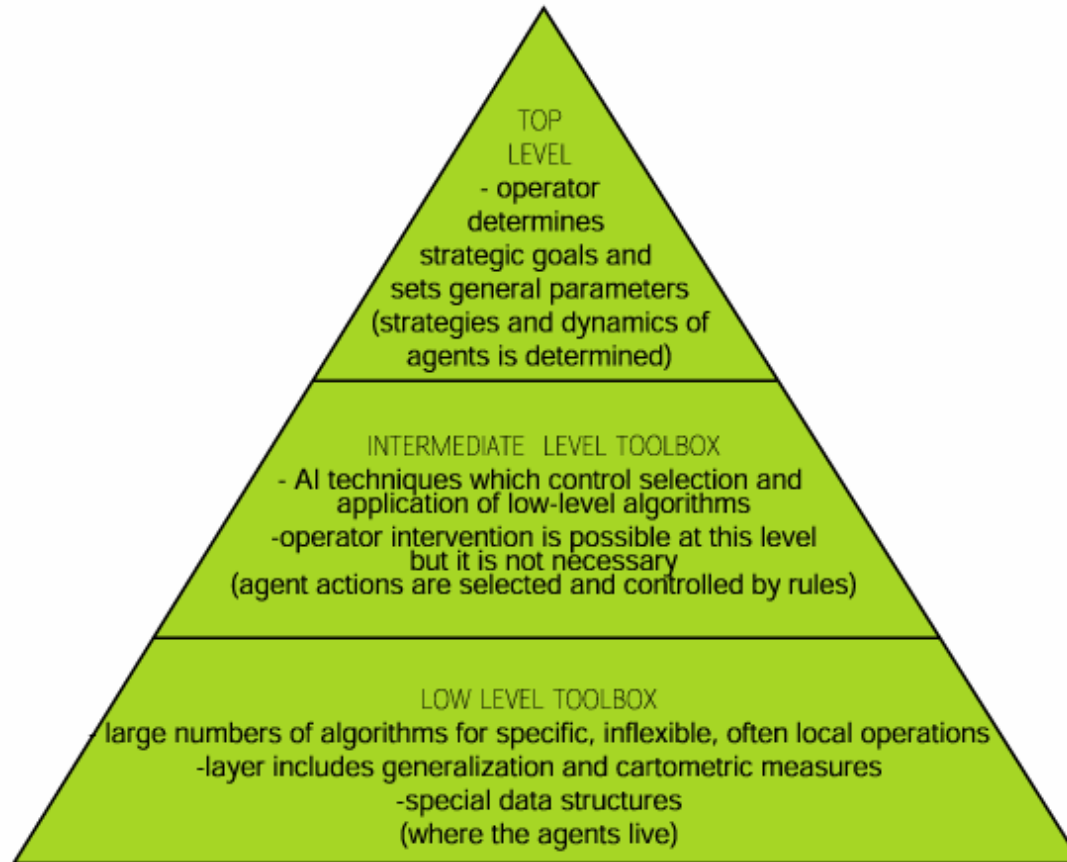 TOP
LEVEL
- operator
determines
strategic goals and
sets general parameters
(strategies and dynamics of
agents is determined)
INTERMEDIATE LEVEL TOOLBOX
- AI techniques which control selection and
application of low-level algorithms
-operator intervention is possible at this level
but it is not necessary
(agent actions are selected and controlled by rules)
LOW LEVEL TOOLBOX
- large numbers of algorithms for specific, inflexible, often local operations
-layer includes generalization and cartometric measures
-special data structures
(where the agents live)